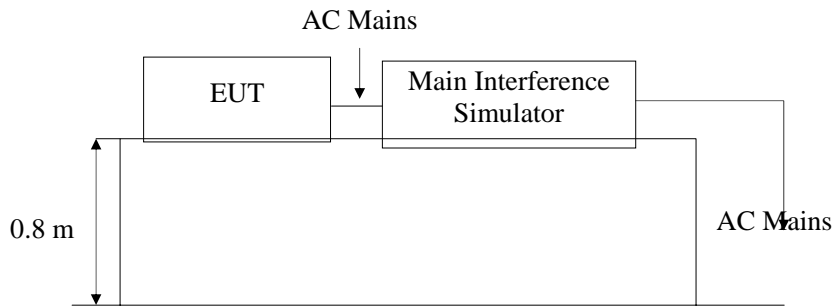 AC Mains
EUT
Main Interference
Simulator
0.8 m
AC Mains